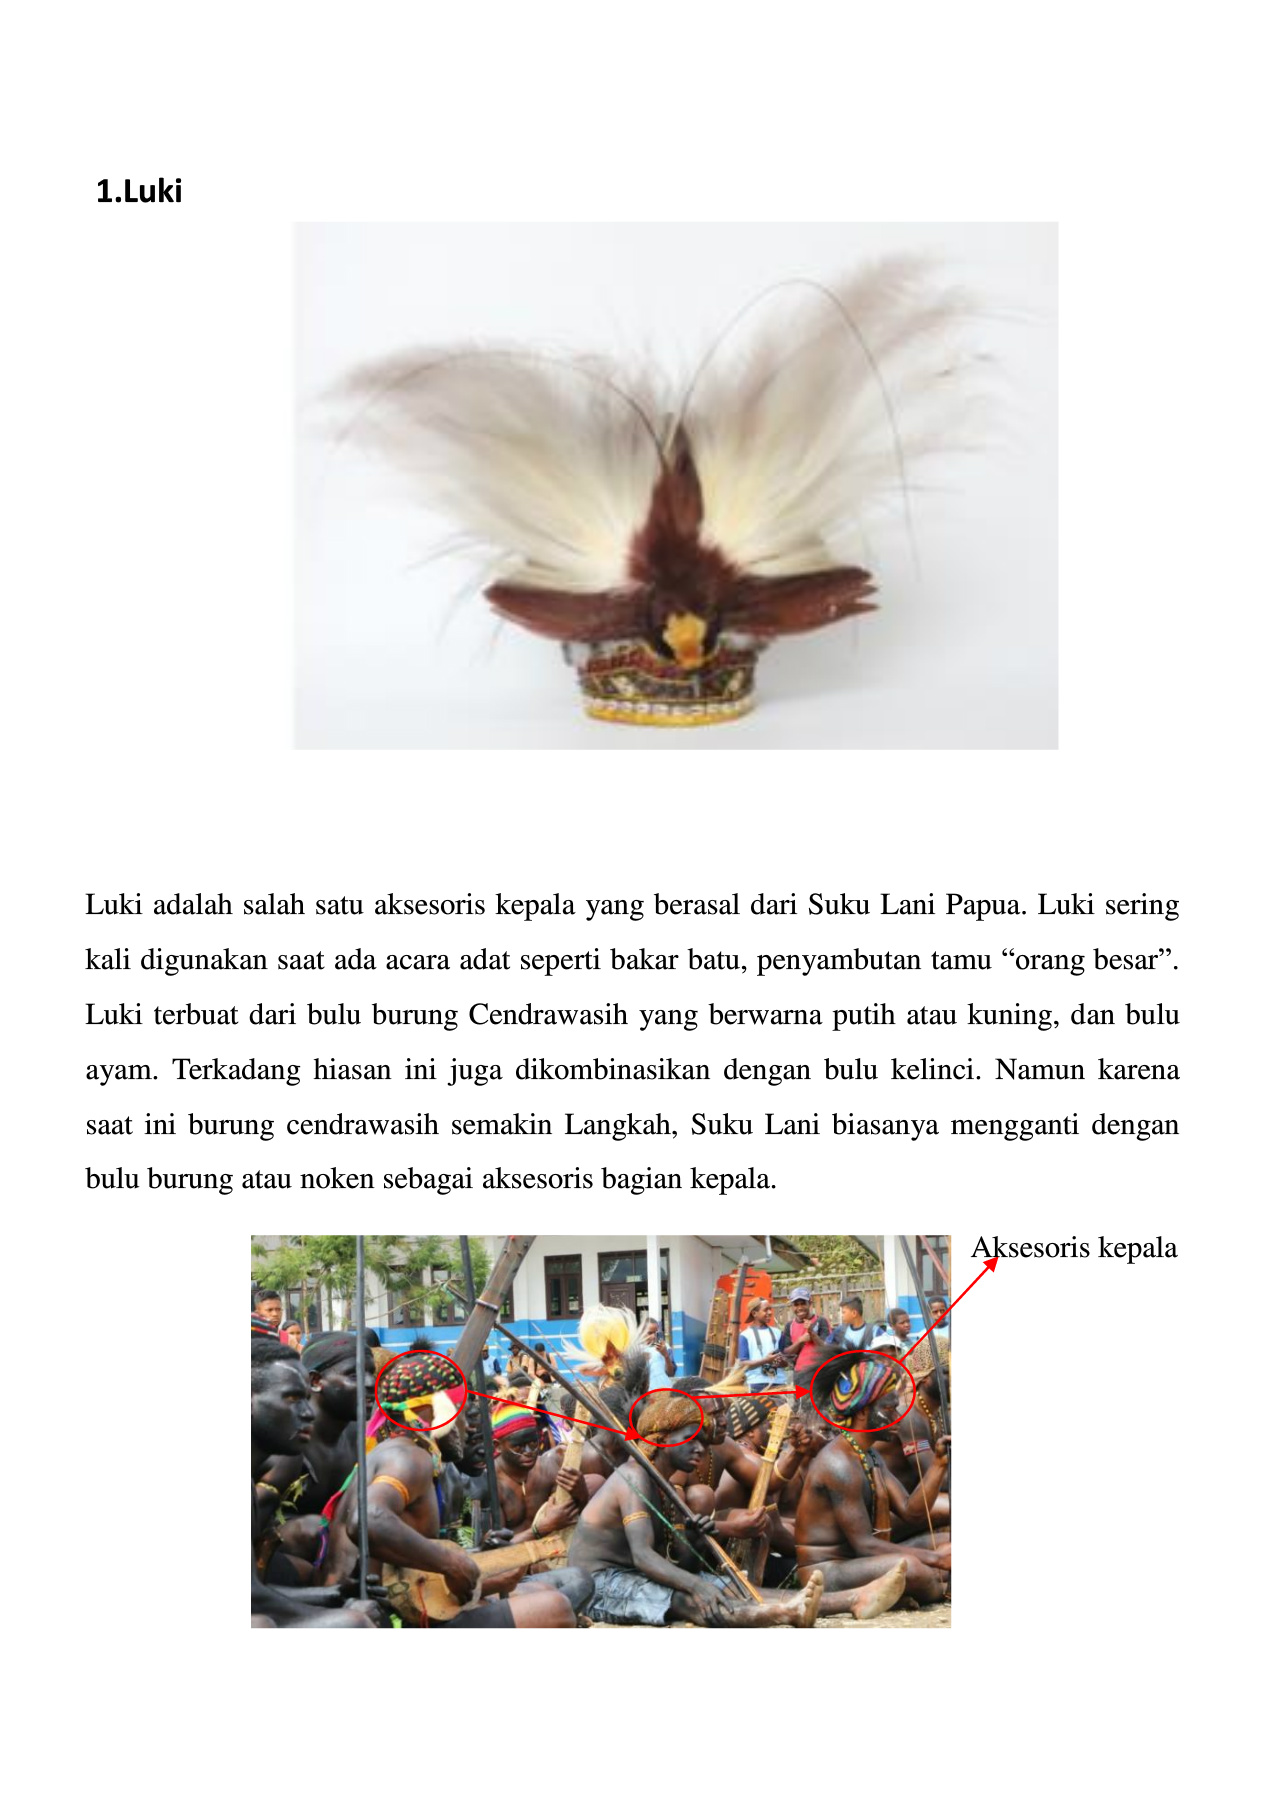 1.Luki
Luki adalah salah satu aksesoris kepala yang berasal dari Suku Lani Papua. Luki sering
kali digunakan saat ada acara adat seperti bakar batu, penyambutan tamu “orang besar”.
Luki terbuat dari bulu burung Cendrawasih yang berwarna putih atau kuning, dan bulu
ayam. Terkadang hiasan ini juga dikombinasikan dengan bulu kelinci. Namun karena
saat ini burung cendrawasih semakin Langkah, Suku Lani biasanya mengganti dengan
bulu burung atau noken sebagai aksesoris bagian kepala.
Aksesoris kepala